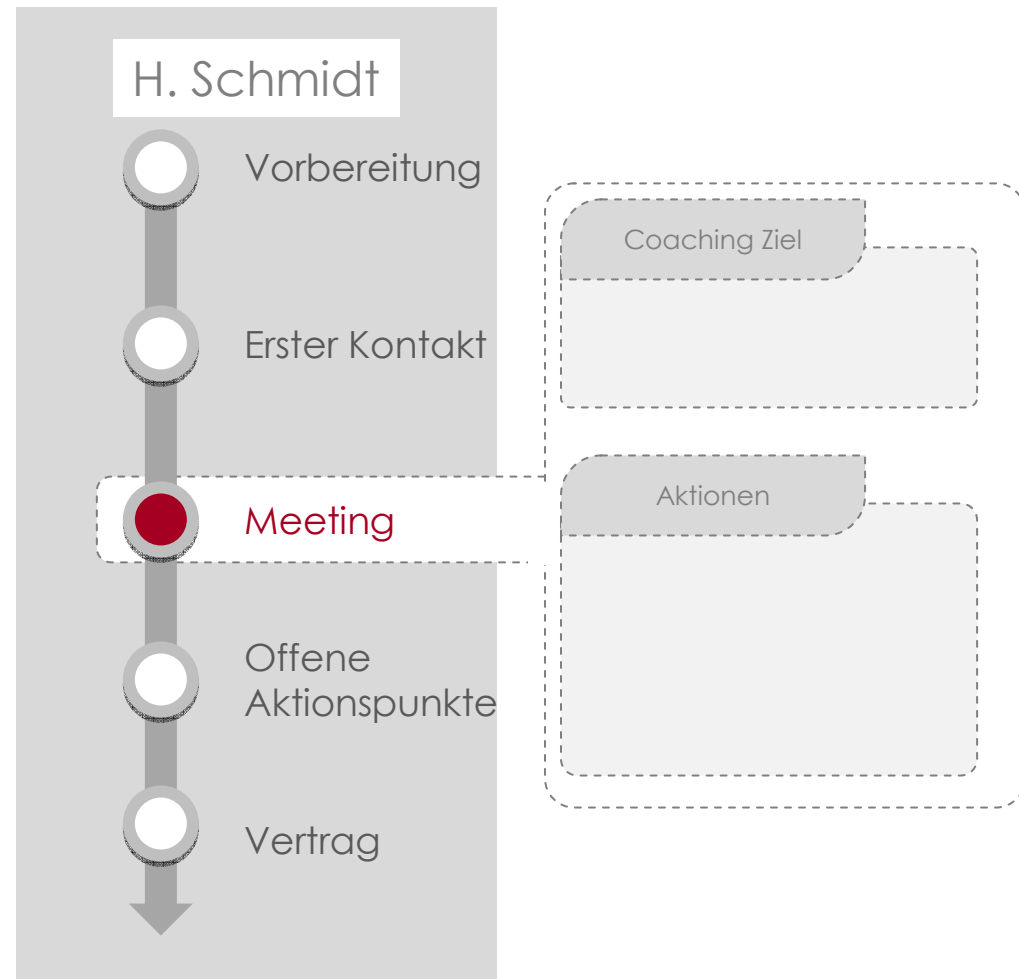 H. Schmidt
Vorbereitung
Erster Kontakt
Meeting
Offene
Aktionspunkte
Vertrag
Coaching Ziel
Aktionen